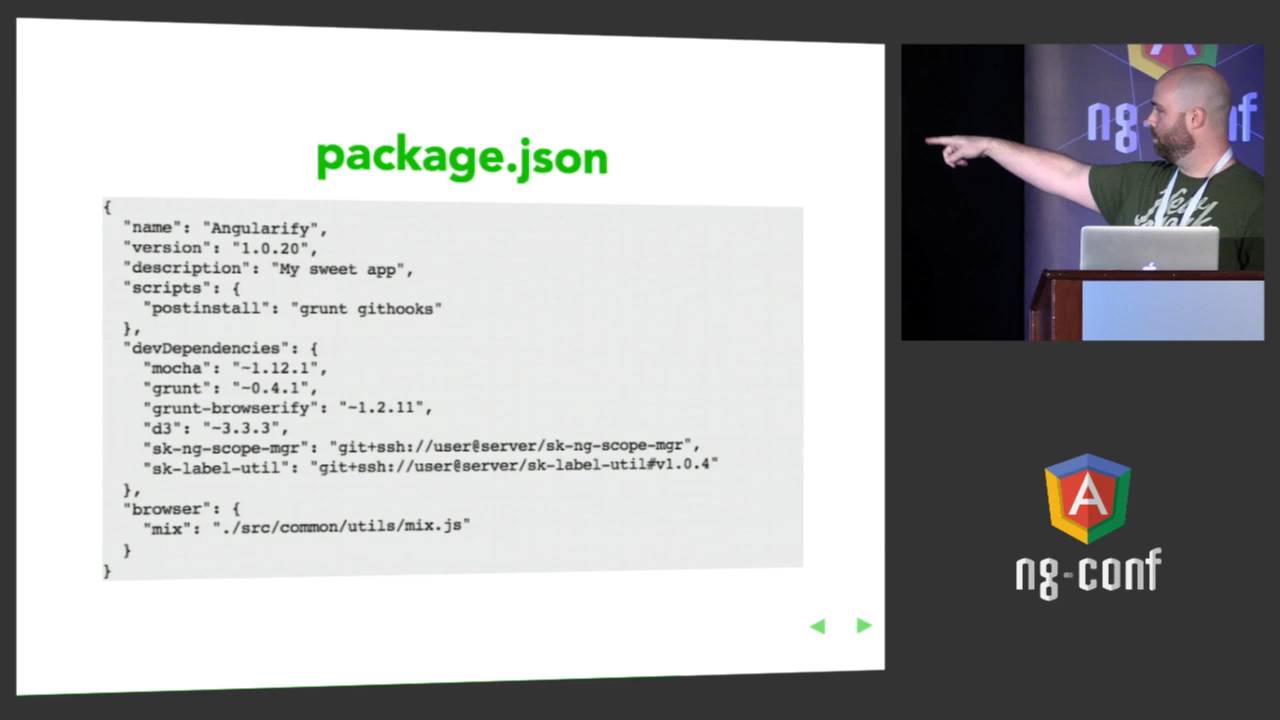 package.json
{
"name": "Angularify",
"version": "1.0.20",
"description": "My sweet app",
"scripts": {
"postinstall": "grunt githooks"
},
"devDependencies": {
"mocha": "~1.12.1",
"grunt": "~0.4.1",
"grunt-browserify": "~1.2.11",
"d3": "~3.3.3",
"sk-ng-scope-mgr": "git+ssh://user@server/sk-ng-scope-mgr",
"sk-label-util": "git+ssh://user@server/sk-label-util#v1.0.4"
},
"browser": {
"mix": "./src/common/utils/mix.js"
}
}
ng nf
A
ng-conf